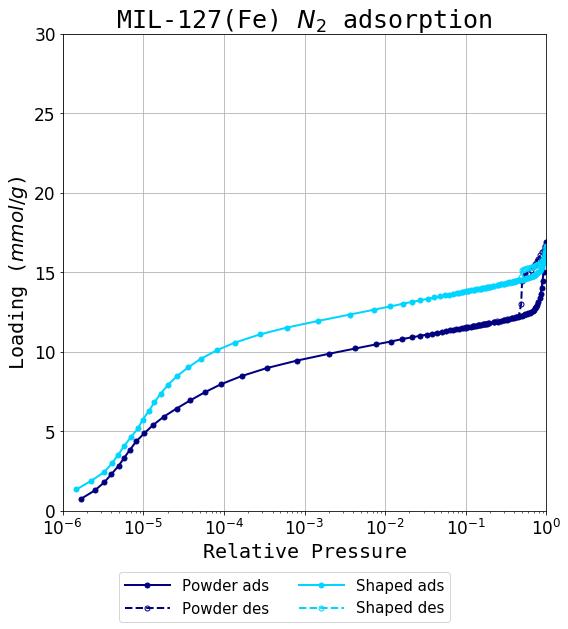 MIL-127(Fe) N₂ adsorption
Loading (mmol/g)
30
25
20
15
10
5
0
10⁻⁶ 10⁻⁵ 10⁻⁴ 10⁻³ 10⁻² 10⁻¹ 10⁰
Relative Pressure
Powder ads Shaped ads
Powder des Shaped des